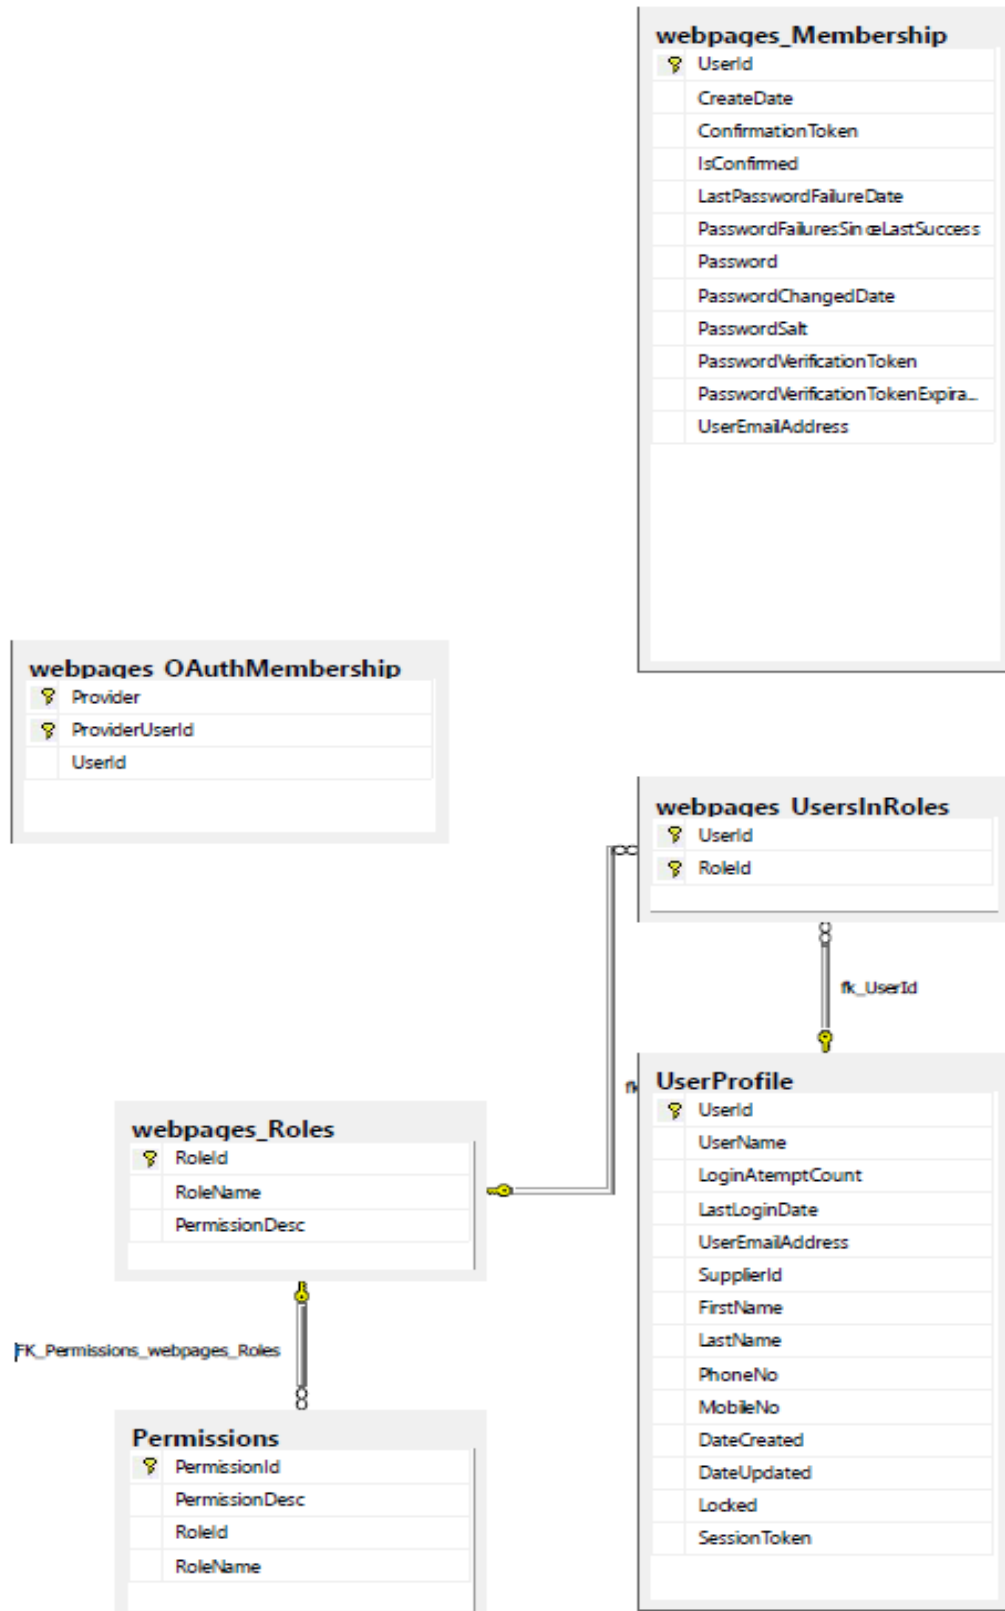 webpages_Membership
UserId
CreateDate
ConfirmationToken
IsConfirmed
LastPasswordFailureDate
PasswordFailuresSinceLastSuccess
Password
PasswordChangedDate
PasswordSalt
PasswordVerificationToken
PasswordVerificationTokenExpira...
UserEmailAddress
webpages_OAuthMembership
Provider
ProviderUserId
UserId
webpages_UsersInRoles
UserId
RoleId
fk_UserId
fk
UserProfile
UserId
UserName
LoginAtemptCount
LastLoginDate
UserEmailAddress
SupplierId
FirstName
LastName
PhoneNo
MobileNo
DateCreated
DateUpdated
Locked
SessionToken
webpages_Roles
RoleId
RoleName
PermissionDesc
FK_Permissions_webpages_Roles
Permissions
PermissionId
PermissionDesc
RoleId
RoleName